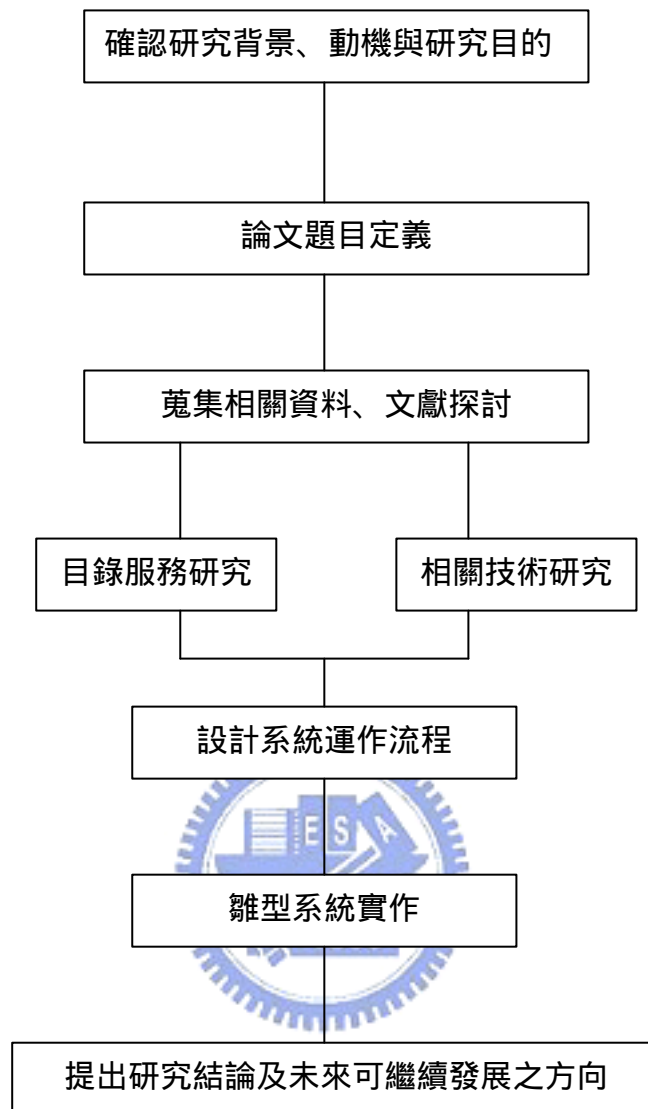 確認研究背景、動機與研究目的
論文題目定義
蒐集相關資料、文獻探討
目錄服務研究
相關技術研究
設計系統運作流程
E S A
雛型系統實作
提出研究結論及未來可繼續發展之方向